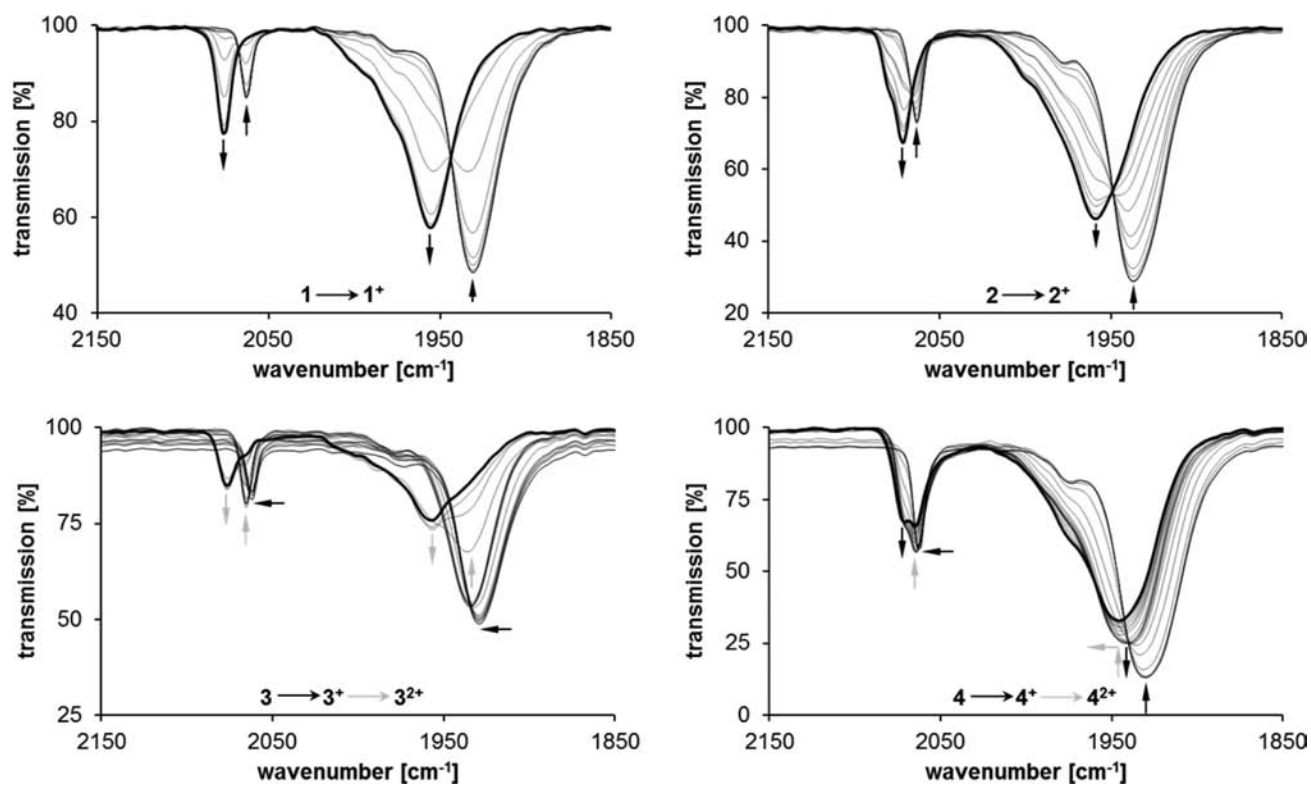 100
80
60
40
transmission [%]
2150 2050 1950 1850
wavenumber [cm⁻¹]
1 → 1⁺
100
80
60
40
20
transmission [%]
2150 2050 1950 1850
wavenumber [cm⁻¹]
2 → 2⁺
100
75
50
25
transmission [%]
2150 2050 1950 1850
wavenumber [cm⁻¹]
3 → 3⁺ → 3²⁺
100
75
50
25
0
transmission [%]
2150 2050 1950 1850
wavenumber [cm⁻¹]
4 → 4⁺ → 4²⁺